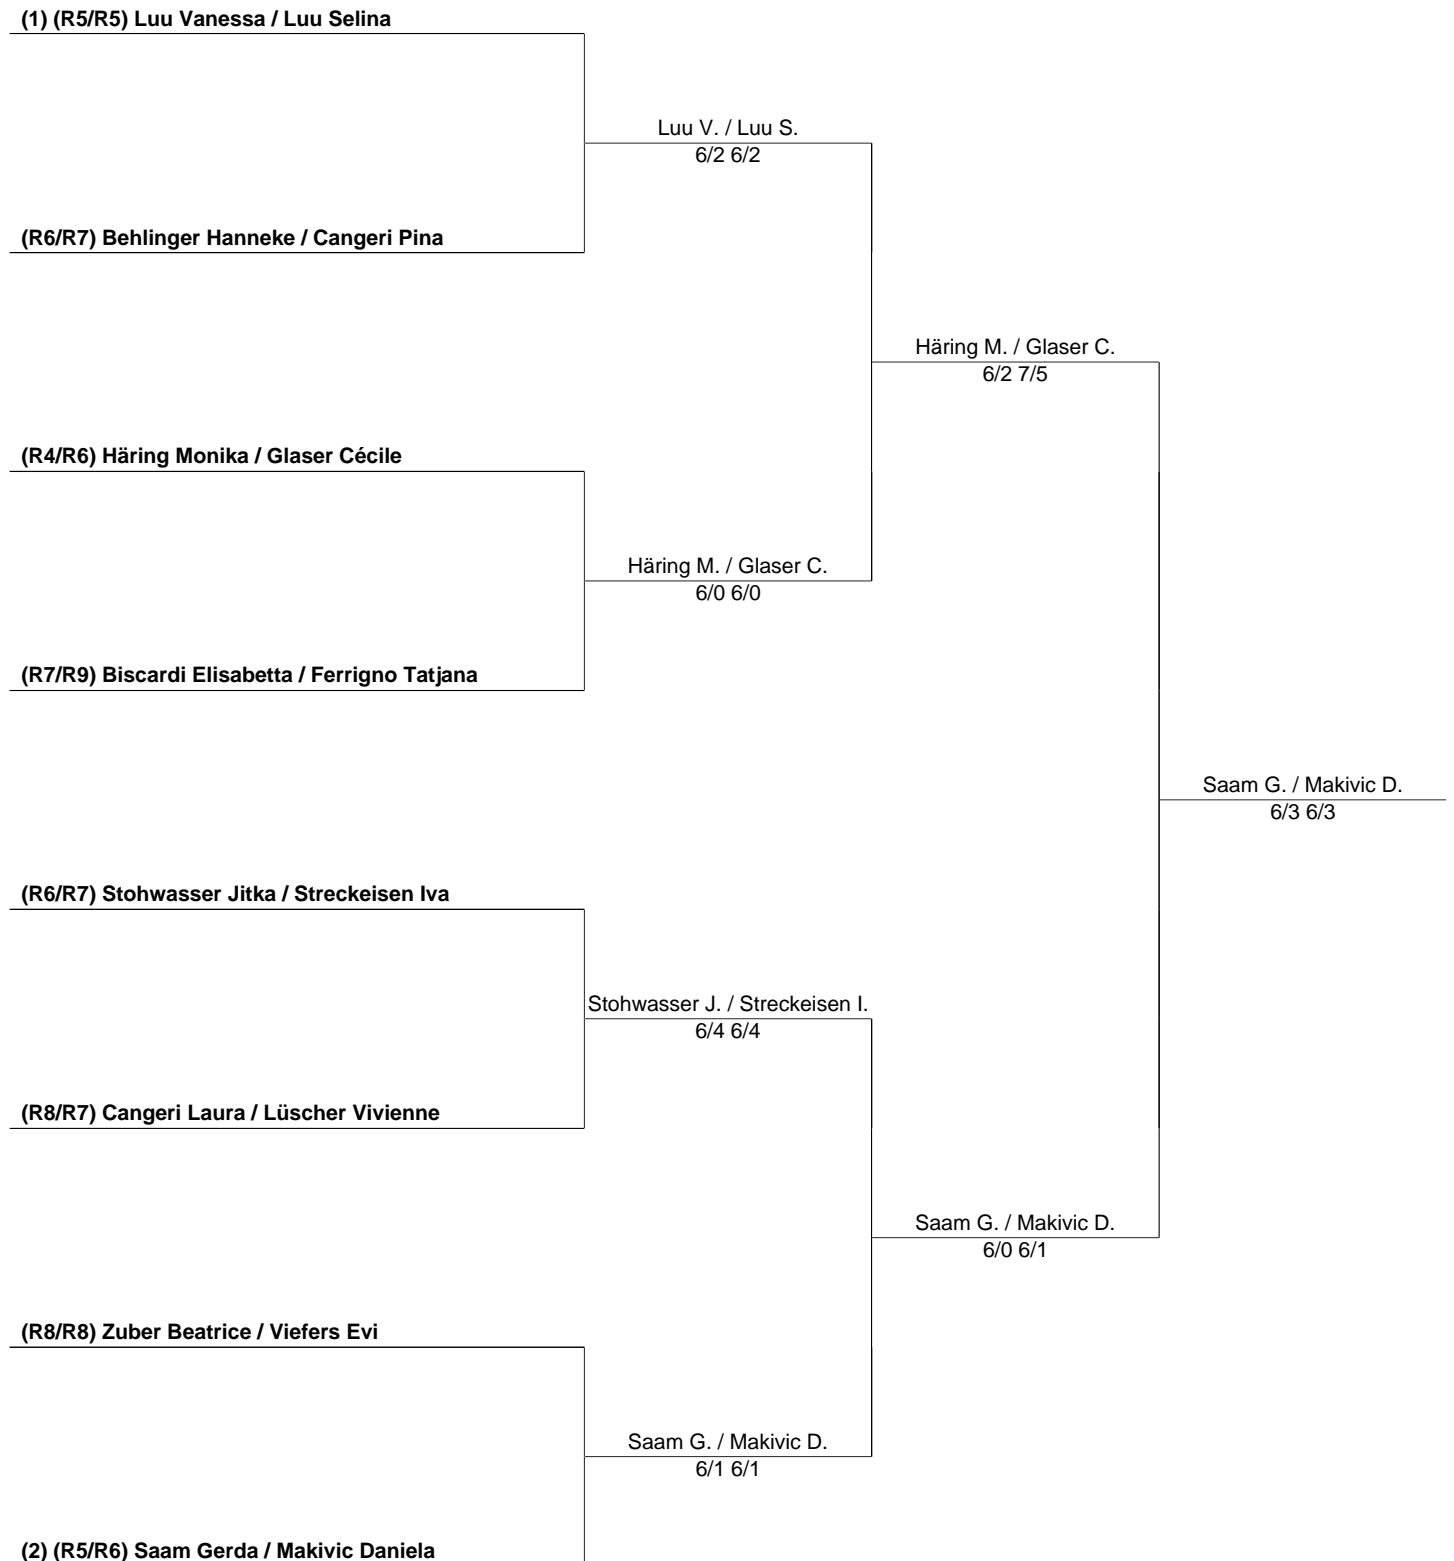 (1) (R5/R5) Luu Vanessa / Luu Selina
Luu V. / Luu S.
6/2 6/2
(R6/R7) Behlinger Hanneke / Cangeri Pina
Häring M. / Glaser C.
6/2 7/5
(R4/R6) Häring Monika / Glaser Cécile
Häring M. / Glaser C.
6/0 6/0
(R7/R9) Biscardi Elisabetta / Ferrigno Tatjana
Saam G. / Makivic D.
6/3 6/3
(R6/R7) Stohwasser Jitka / Streckeisen Iva
Stohwasser J. / Streckeisen I.
6/4 6/4
(R8/R7) Cangeri Laura / Lüscher Vivienne
Saam G. / Makivic D.
6/0 6/1
(R8/R8) Zuber Beatrice / Viefers Evi
Saam G. / Makivic D.
6/1 6/1
(2) (R5/R6) Saam Gerda / Makivic Daniela